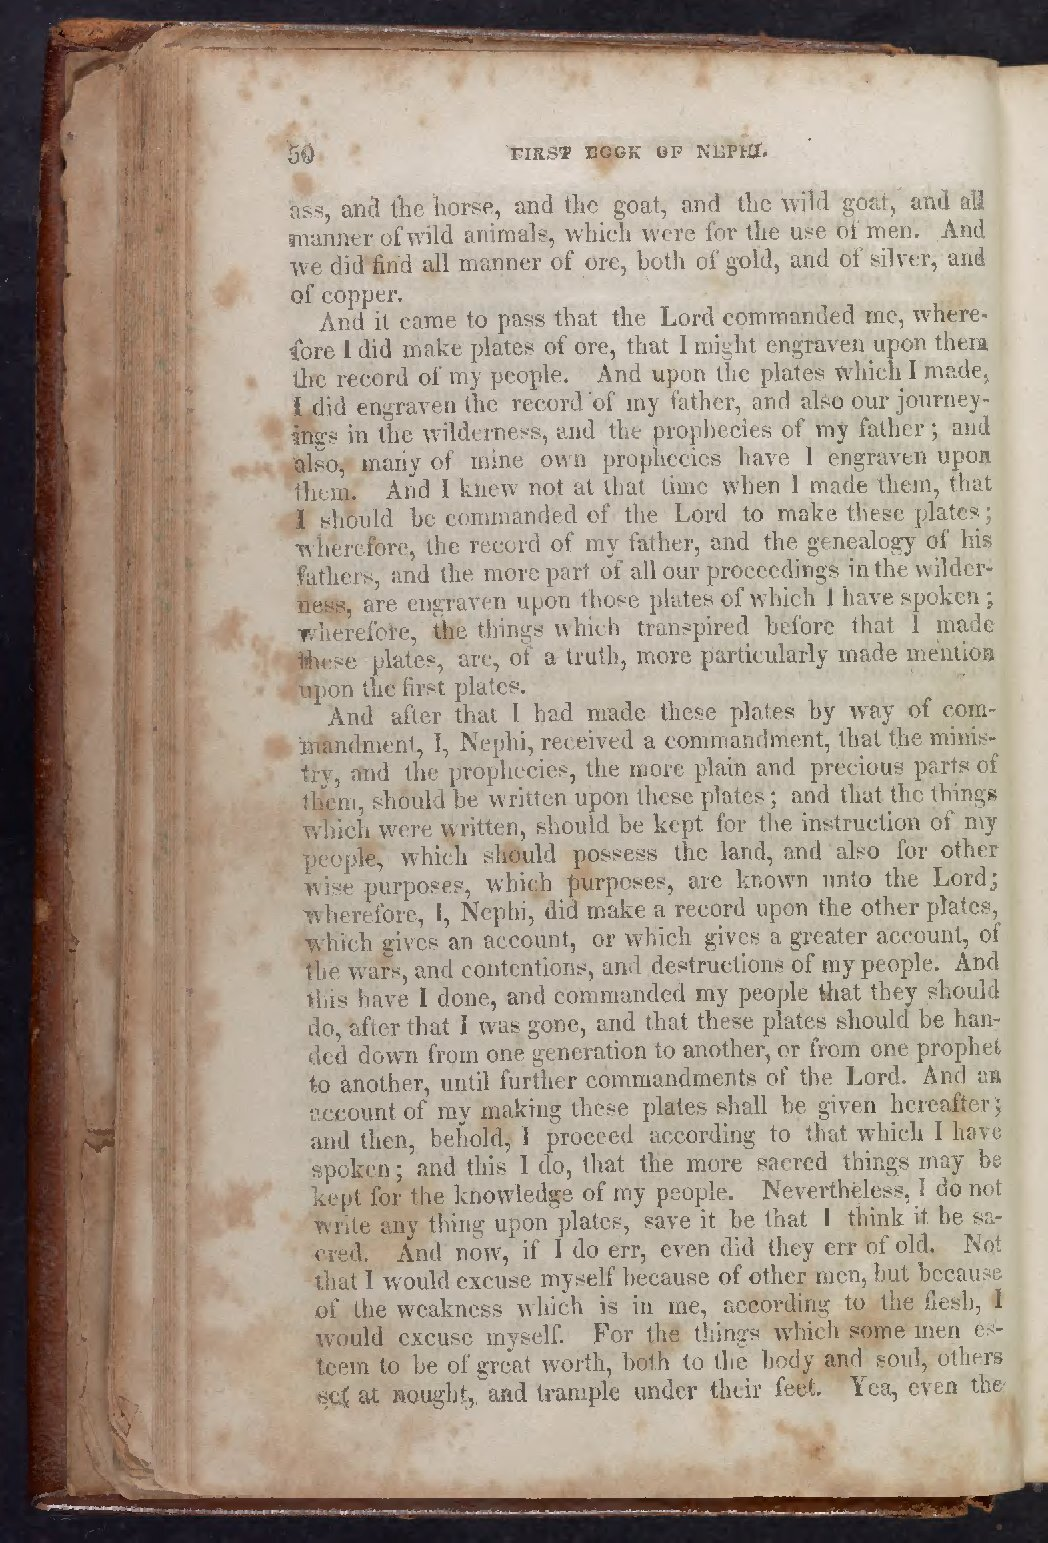 50 FIRST BOOK OF NEPHI.
ass, and the horse, and the goat, and the wild goat, and all
manner of wild animals, which were for the use of men. And
we did find all manner of ore, both of gold, and of silver, and
of copper.
And it came to pass that the Lord commanded me, where-
fore I did make plates of ore, that I might engraven upon them
the record of my people. And upon the plates which I made,
I did engraven the record of my father, and also our journey-
ings in the wilderness, and the prophecies of my father; and
also, many of mine own prophecies have I engraven upon
them. And I knew not at that time when I made them, that
I should be commanded of the Lord to make these plates;
wherefore, the record of my father, and the genealogy of his
fathers, and the more part of all our proceedings in the wilder-
ness, are engraven upon those plates of which I have spoken;
wherefore, the things which transpired before that I made
these plates, are, of a truth, more particularly made mention
upon the first plates.
And after that I had made these plates by way of com-
mandment, I, Nephi, received a commandment, that the minis-
try, and the prophecies, the more plain and precious parts of
them, should be written upon these plates; and that the things
which were written, should be kept for the instruction of my
people, which should possess the land, and also for other
wise purposes, which purposes, are known unto the Lord;
wherefore, I, Nephi, did make a record upon the other plates,
which gives an account, or which gives a greater account, of
the wars, and contentions, and destructions of my people. And
this have I done, and commanded my people that they should
do, after that I was gone, and that these plates should be han-
ded down from one generation to another, or from one prophet
to another, until further commandments of the Lord. And an
account of my making these plates shall be given hereafter;
and then, behold, I proceed according to that which I have
spoken; and this I do, that the more sacred things may be
kept for the knowledge of my people. Nevertheless, I do not
write any thing upon plates, save it be that I think it be sa-
cred. And now, if I do err, even did they err of old. Not
that I would excuse myself because of other men, but because
of the weakness which is in me, according to the flesh, I
would excuse myself. For the things which some men es-
teem to be of great worth, both to the body and soul, others
set at nought, and trample under their feet. Yea, even the